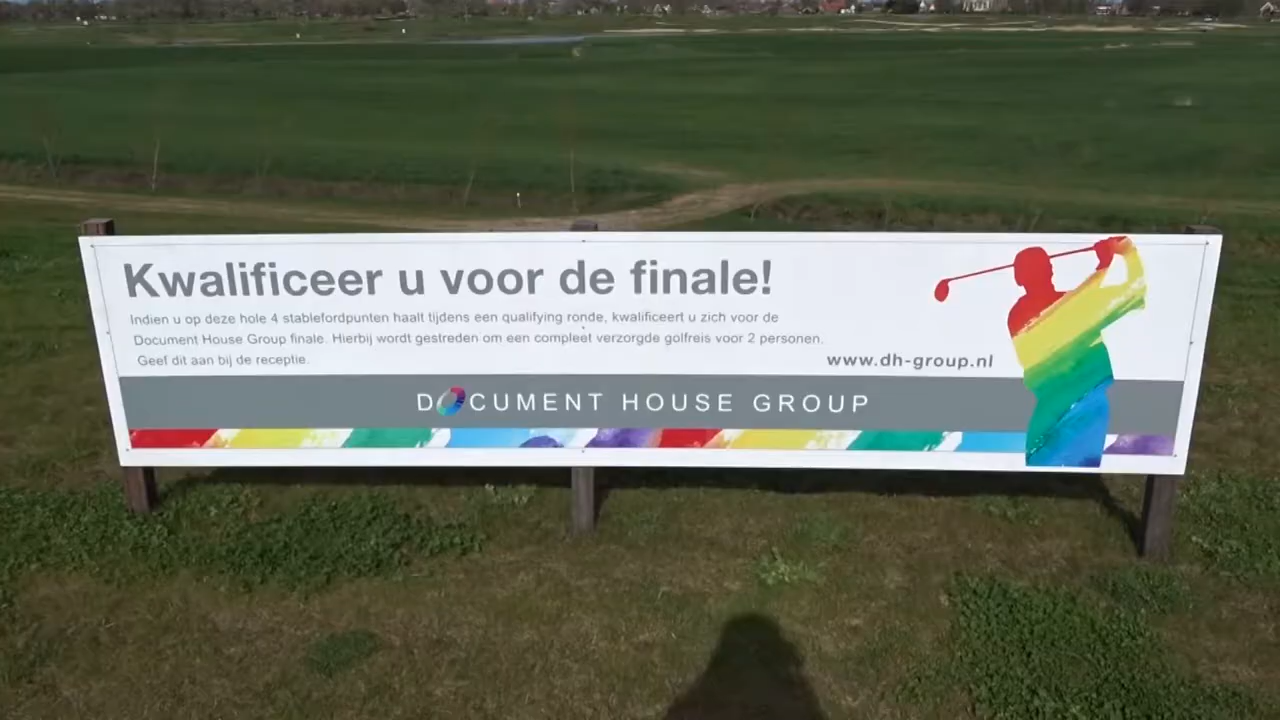 Kwalificeer u voor de finale!
Indien u op deze hole 4 stablefordpunten haalt tijdens een qualifying ronde, kwalificeert u zich voor de
Document House Group finale. Hierbij wordt gestreden om een compleet verzorgde golfreis voor 2 personen.
Geef dit aan bij de receptie.
www.dh-group.nl
DOCUMENT HOUSE GROUP